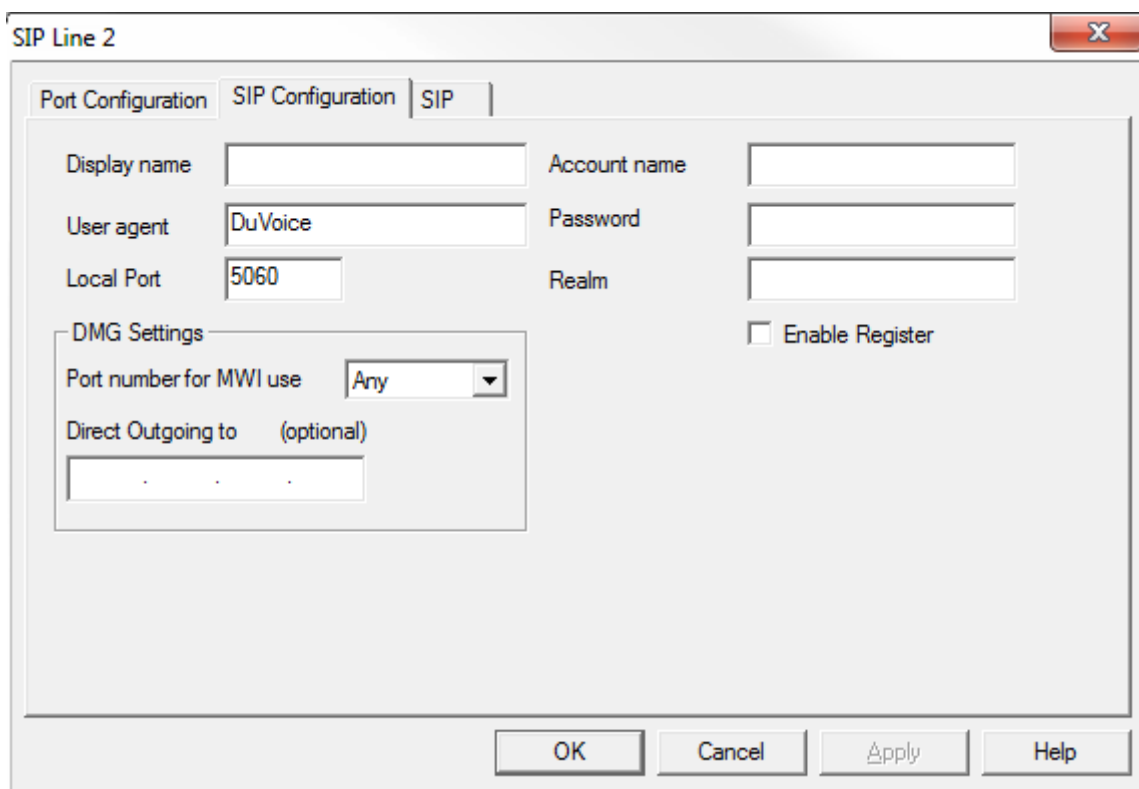 SIP Line 2
Port Configuration SIP Configuration SIP
Display name
Account name
User agent DuVoice
Password
Local Port 5060
Realm
DMG Settings
Enable Register
Port number for MWI use Any
Direct Outgoing to (optional)
. . .
OK Cancel Apply Help